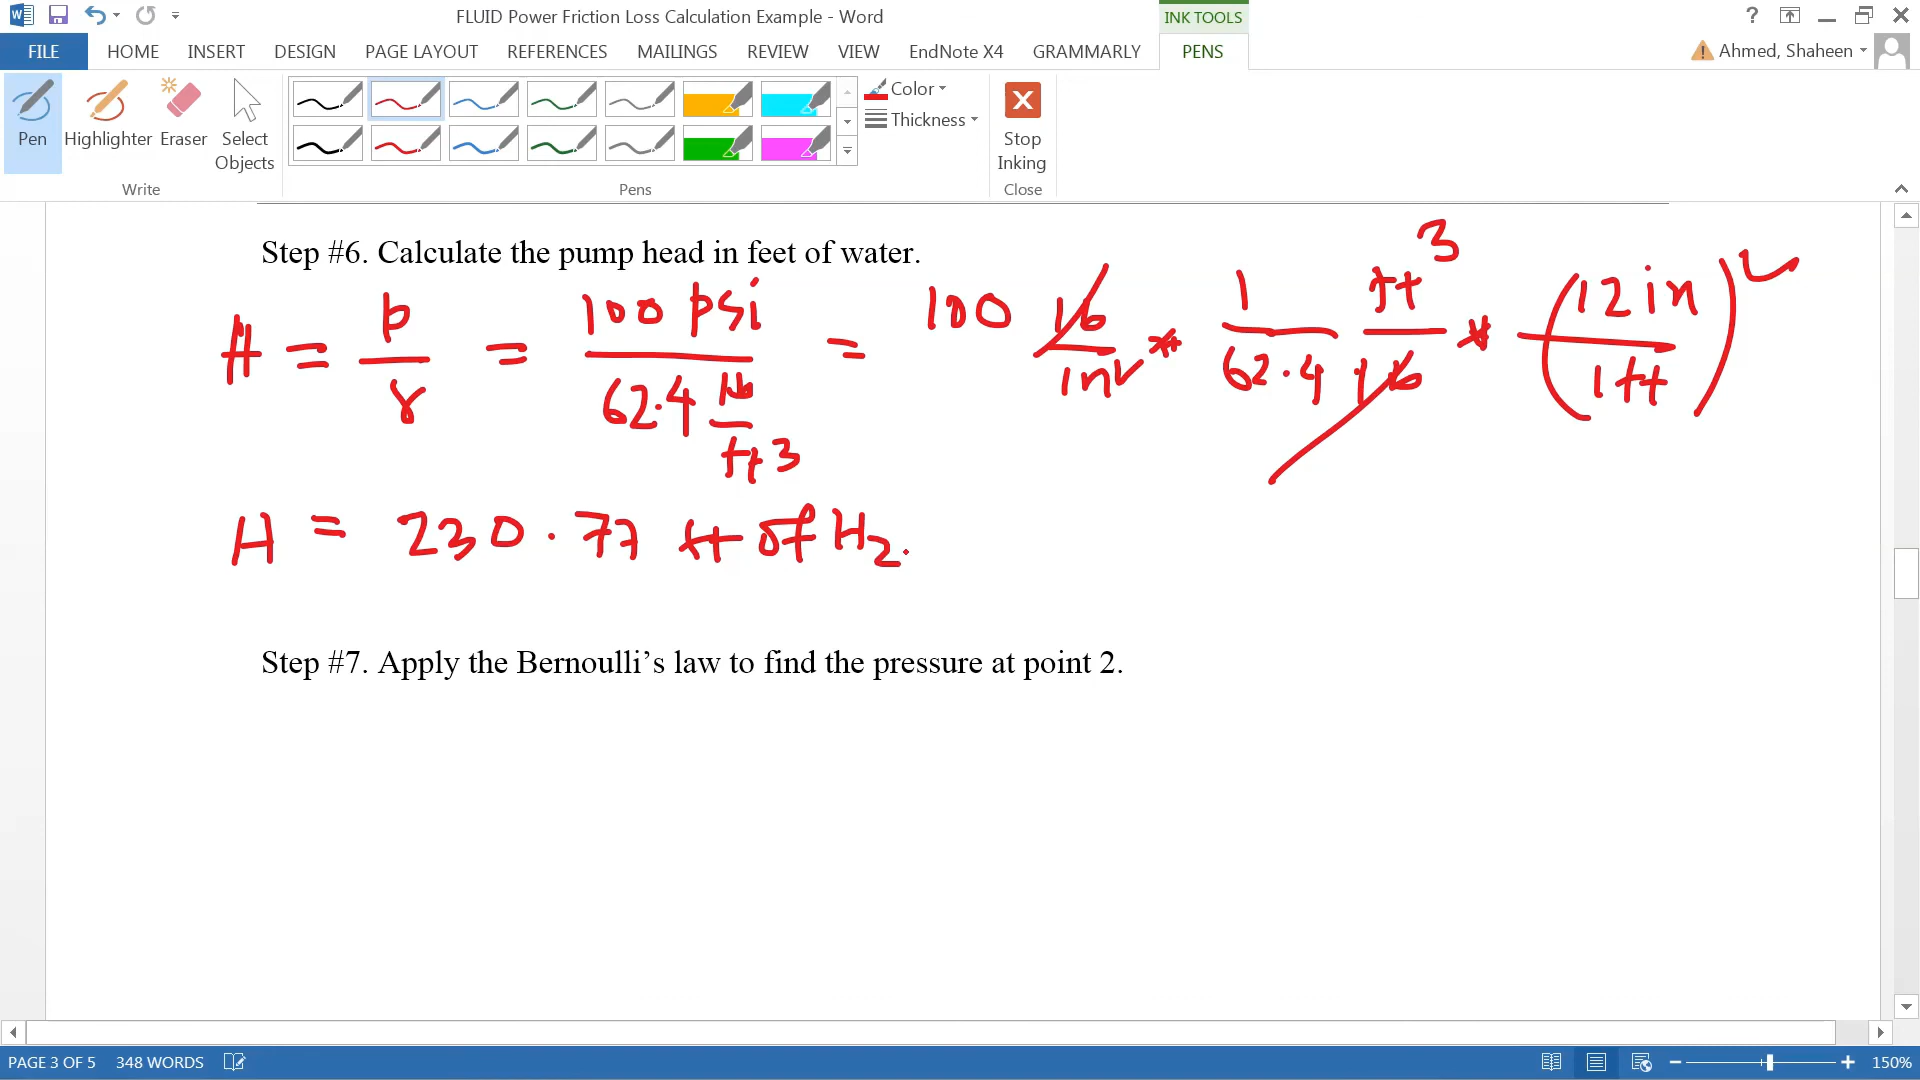 FLUID Power Friction Loss Calculation Example - Word
INK TOOLS
FILE HOME INSERT DESIGN PAGE LAYOUT REFERENCES MAILINGS REVIEW VIEW EndNote X4 GRAMMARLY PENS
Ahmed, Shaheen
Pen Highlighter Eraser Select Objects
Color
Thickness
Stop Inking
Write Pens Close
Step #6. Calculate the pump head in feet of water.
H = p/γ = 100 psi / 62.4 lb/ft3 = 100 lb/in² * 1/62.4 ft³/lb * (12 in / 1 ft)²
H = 230.77 ft of H2
Step #7. Apply the Bernoulli’s law to find the pressure at point 2.
PAGE 3 OF 5 348 WORDS 150%